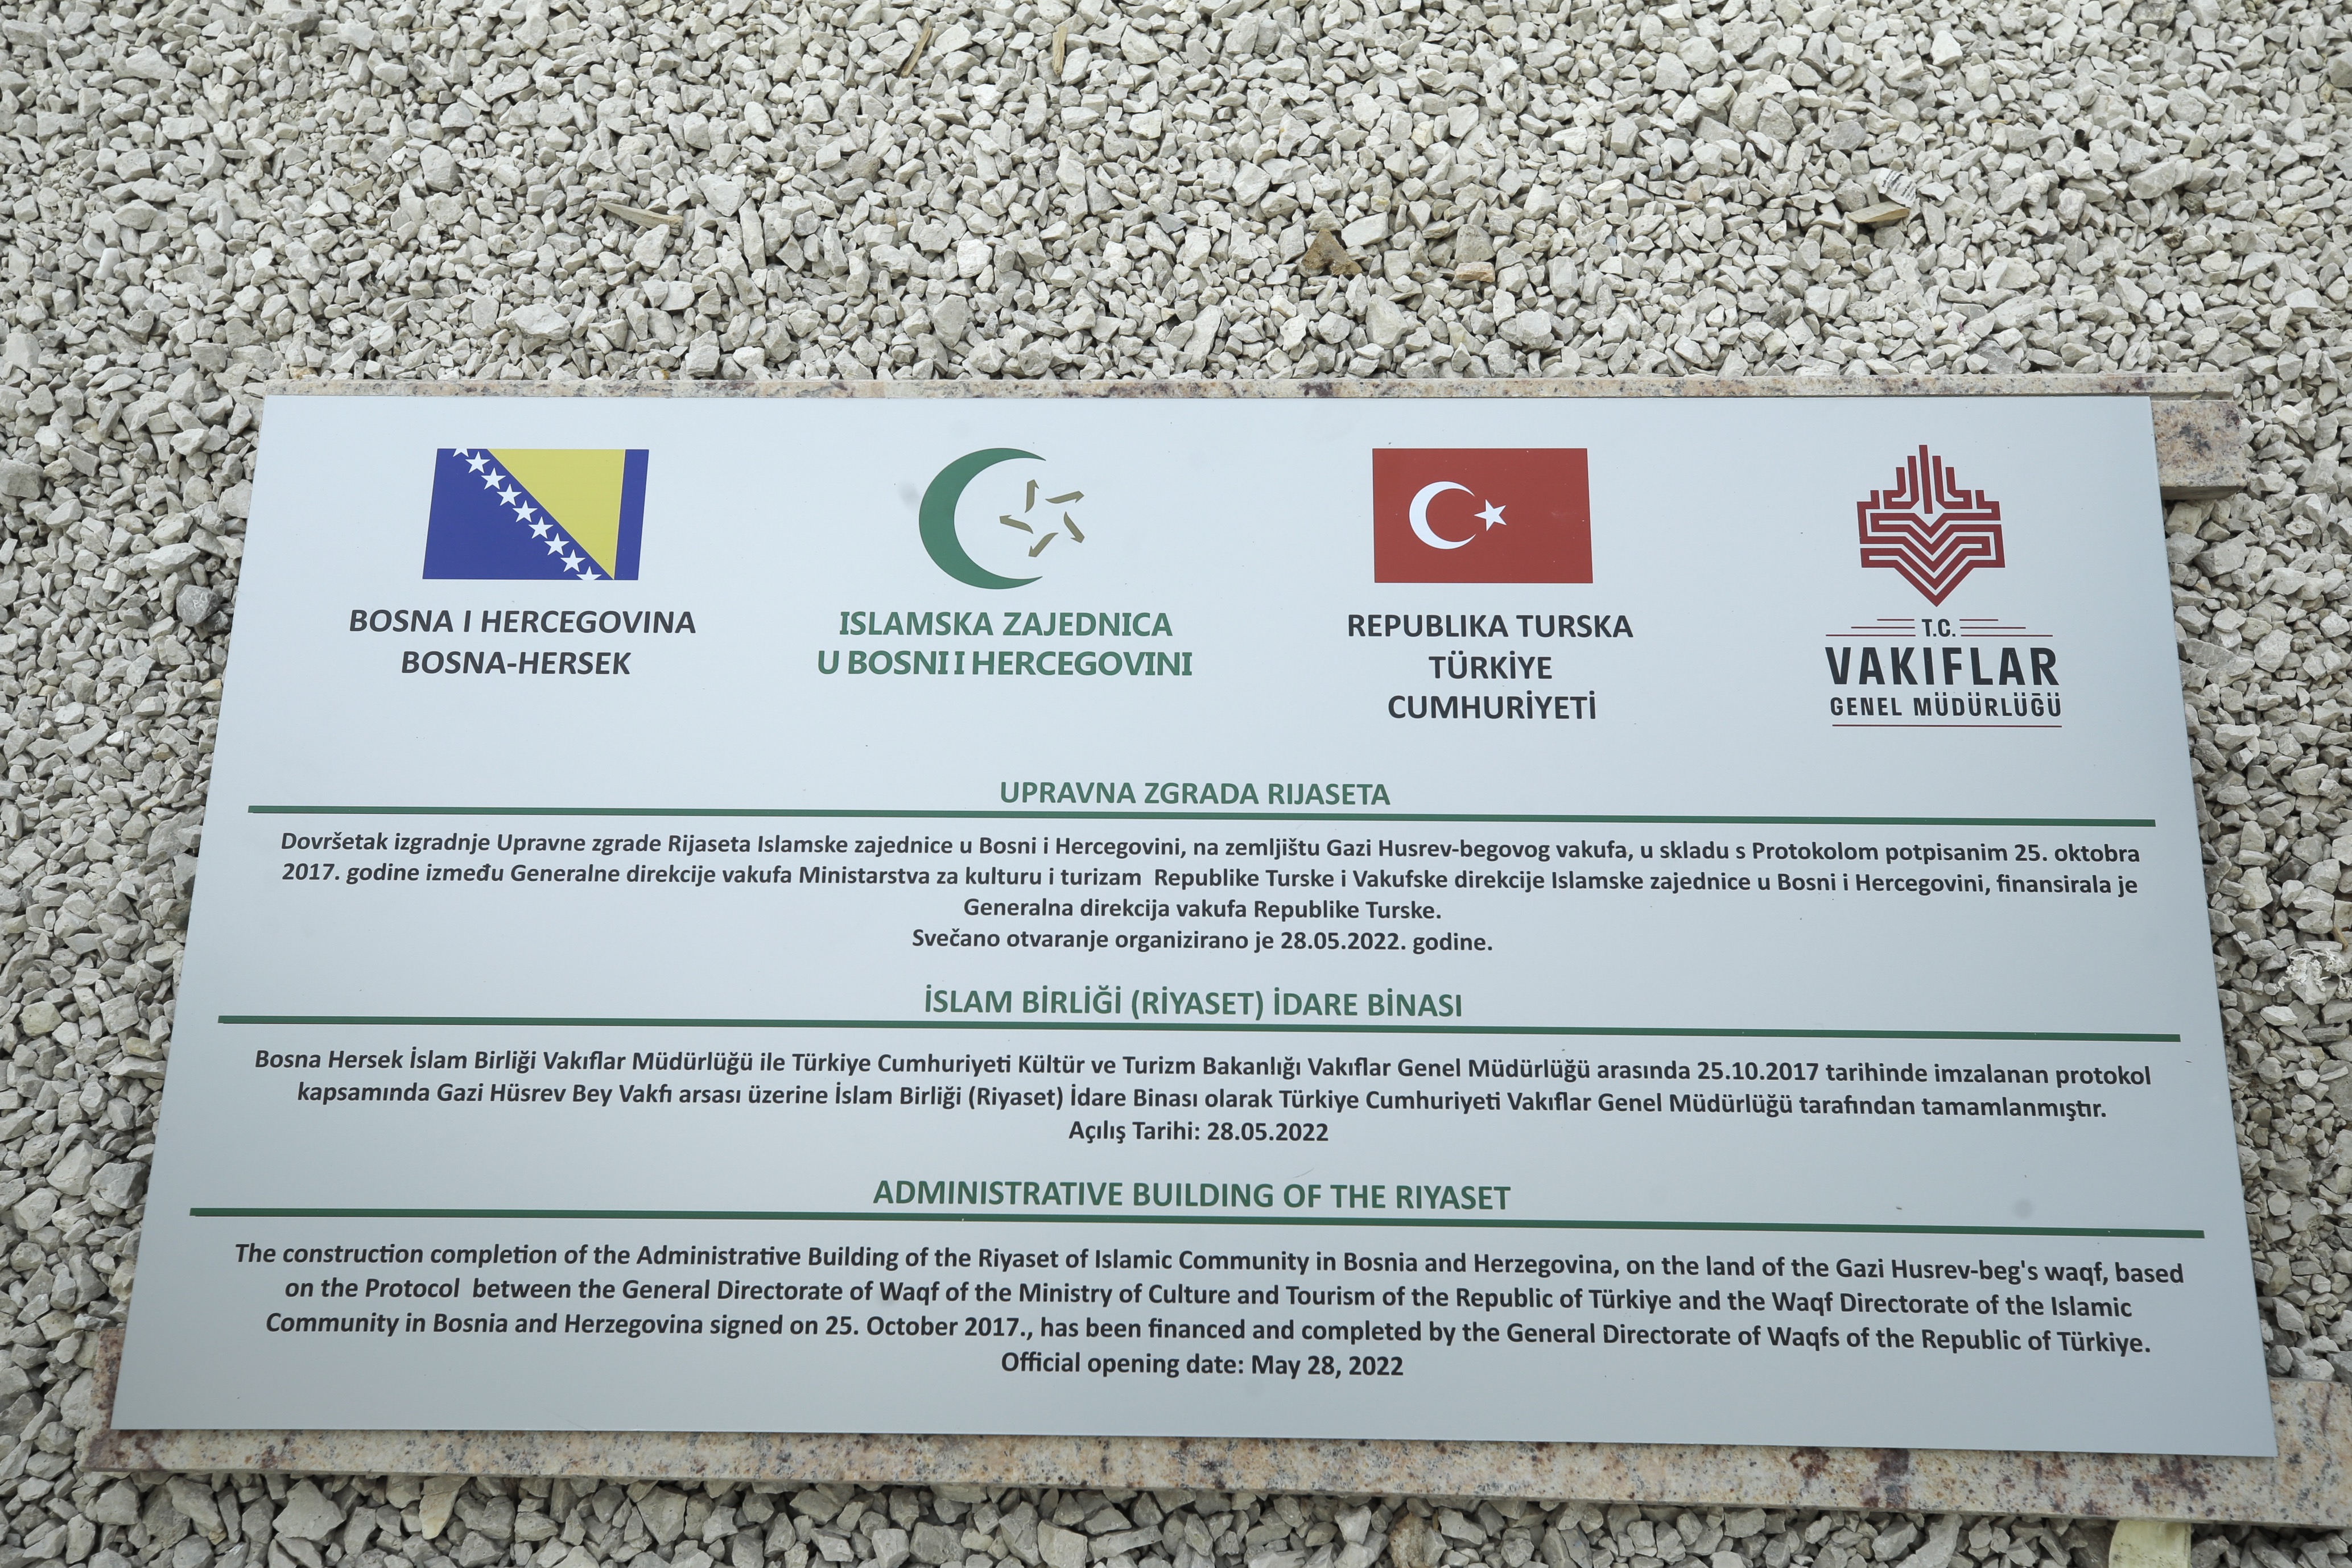 BOSNA I HERCEGOVINA
BOSNA-HERSEK
ISLAMSKA ZAJEDNICA
U BOSNI I HERCEGOVINI
REPUBLIKA TURSKA
TÜRKİYE
CUMHURİYETİ
T.C.
VAKIFLAR
GENEL MÜDÜRLÜĞÜ
UPRAVNA ZGRADA RIJASETA
Dovršetak izgradnje Upravne zgrade Rijaseta Islamske zajednice u Bosni i Hercegovini, na zemljištu Gazi Husrev-begovog vakufa, u skladu s Protokolom potpisanim 25. oktobra
2017. godine između Generalne direkcije vakufa Ministarstva za kulturu i turizam Republike Turske i Vakufske direkcije Islamske zajednice u Bosni i Hercegovini, finansirala je
Generalna direkcija vakufa Republike Turske.
Svečano otvaranje organizirano je 28.05.2022. godine.
İSLAM BİRLİĞİ (RİYASET) İDARE BİNASI
Bosna Hersek İslam Birliği Vakıflar Müdürlüğü ile Türkiye Cumhuriyeti Kültür ve Turizm Bakanlığı Vakıflar Genel Müdürlüğü arasında 25.10.2017 tarihinde imzalanan protokol
kapsamında Gazi Hüsrev Bey Vakfı arsası üzerine İslam Birliği (Riyaset) İdare Binası olarak Türkiye Cumhuriyeti Vakıflar Genel Müdürlüğü tarafından tamamlanmıştır.
Açılış Tarihi: 28.05.2022
ADMINISTRATIVE BUILDING OF THE RIYASET
The construction completion of the Administrative Building of the Riyaset of Islamic Community in Bosnia and Herzegovina, on the land of the Gazi Husrev-beg's waqf, based
on the Protocol between the General Directorate of Waqf of the Ministry of Culture and Tourism of the Republic of Türkiye and the Waqf Directorate of the Islamic
Community in Bosnia and Herzegovina signed on 25. October 2017., has been financed and completed by the General Directorate of Waqfs of the Republic of Türkiye.
Official opening date: May 28, 2022